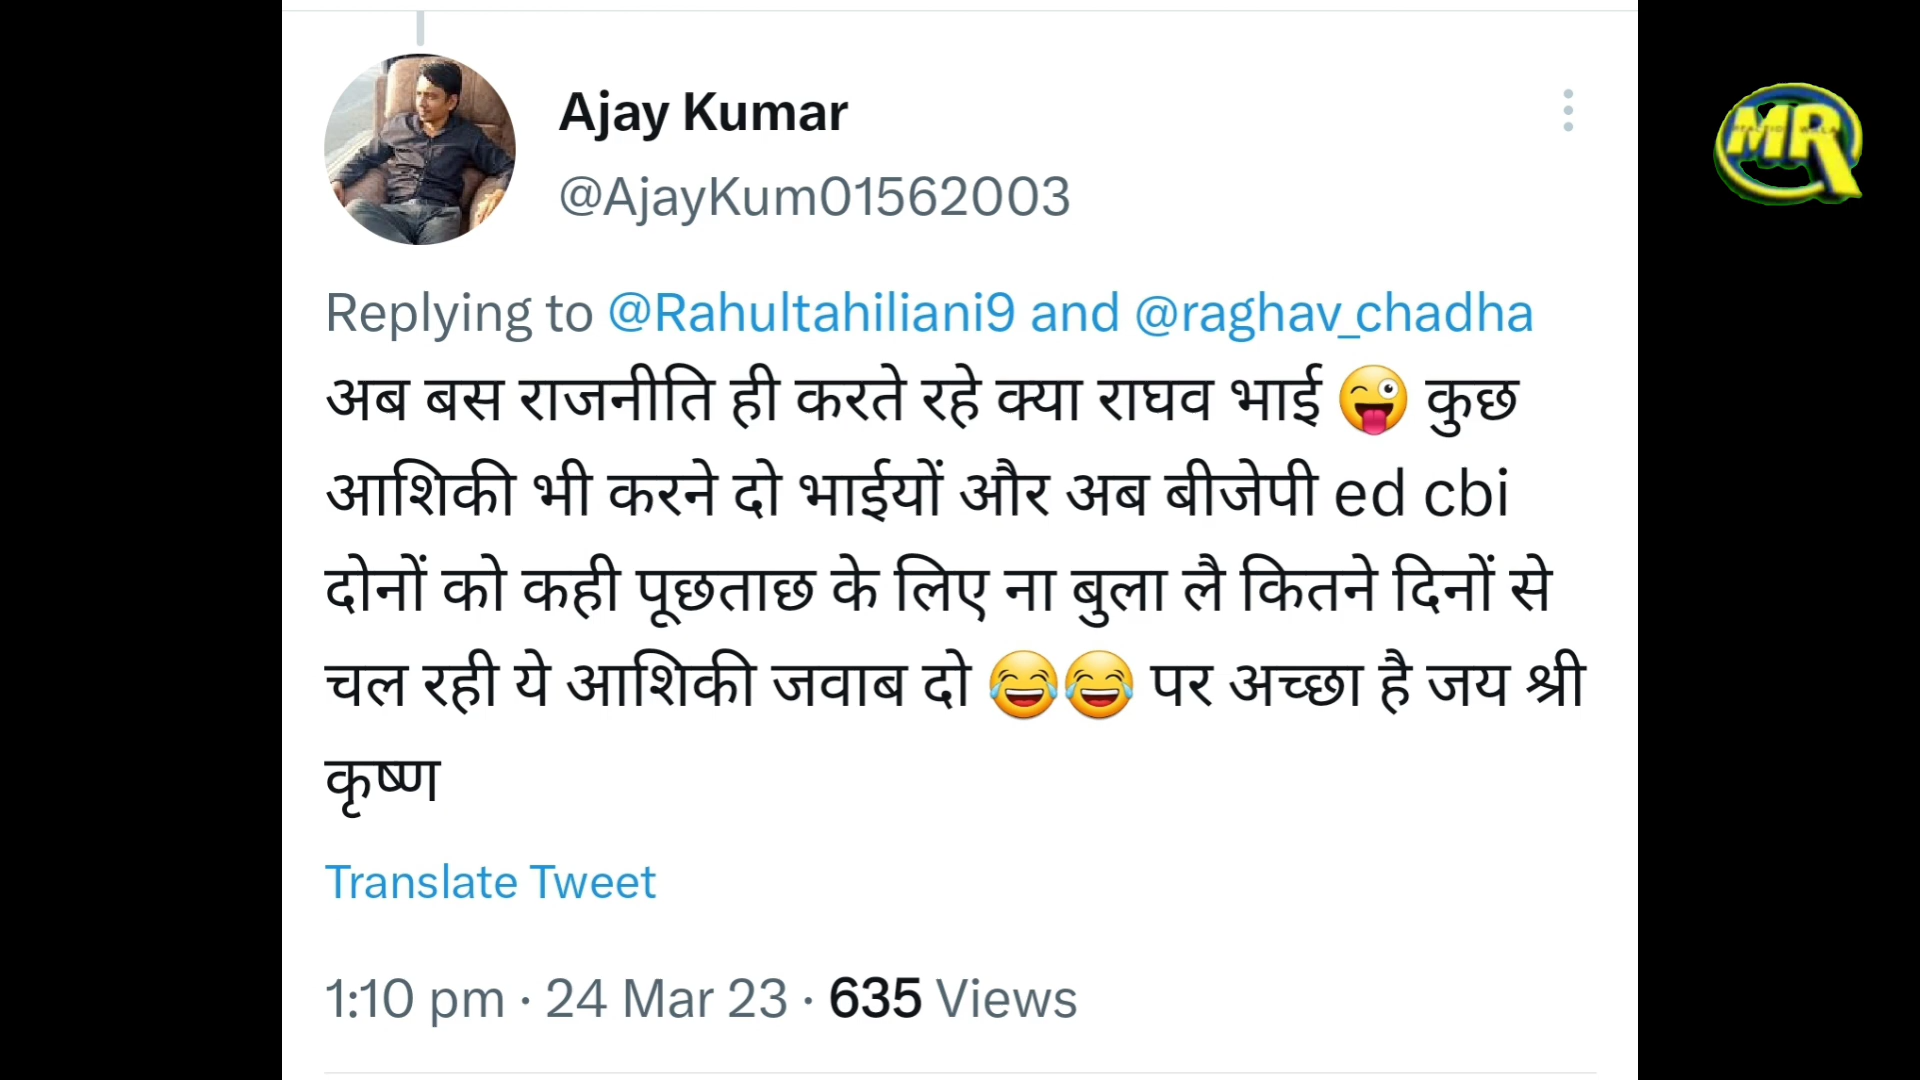 Ajay Kumar
@AjayKum01562003
MR
REACTION WALA
Replying to @Rahultahiliani9 and @raghav_chadha
अब बस राजनीति ही करते रहे क्या राघव भाई 😜 कुछ
आशिकी भी करने दो भाईयों और अब बीजेपी ed cbi
दोनों को कही पूछताछ के लिए ना बुला लै कितने दिनों से
चल रही ये आशिकी जवाब दो 😂😂 पर अच्छा है जय श्री
कृष्ण
Translate Tweet
1:10 pm · 24 Mar 23 · 635 Views